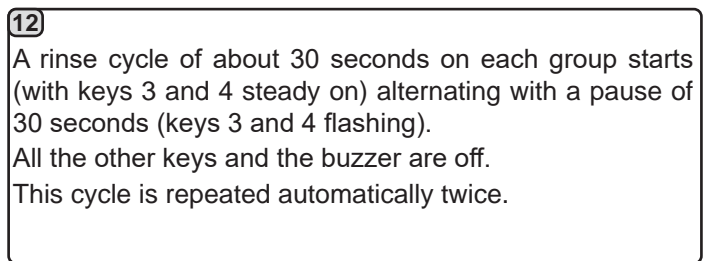 12
A rinse cycle of about 30 seconds on each group starts
(with keys 3 and 4 steady on) alternating with a pause of
30 seconds (keys 3 and 4 flashing).
All the other keys and the buzzer are off.
This cycle is repeated automatically twice.